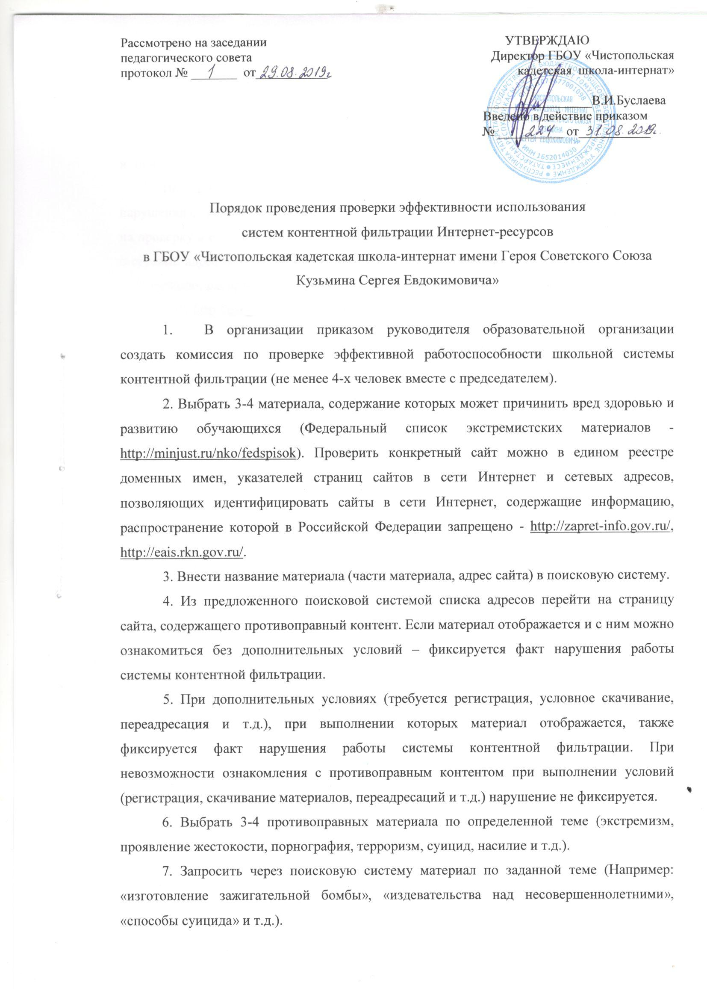 Рассмотрено на заседании
педагогического совета
протокол № 1 от 29.08.2019г
УТВЕРЖДАЮ
Директор ГБОУ «Чистопольская
кадетская школа-интернат»
В.И.Буслаева
Введено в действие приказом
№ 224 от 31.08.2019г.
ИНН 1652014030
Порядок проведения проверки эффективности использования
систем контентной фильтрации Интернет-ресурсов
в ГБОУ «Чистопольская кадетская школа-интернат имени Героя Советского Союза
Кузьмина Сергея Евдокимовича»
1. В организации приказом руководителя образовательной организации
создать комиссия по проверке эффективной работоспособности школьной системы
контентной фильтрации (не менее 4-х человек вместе с председателем).
2. Выбрать 3-4 материала, содержание которых может причинить вред здоровью и
развитию обучающихся (Федеральный список экстремистских материалов -
http://minjust.ru/nko/fedspisok). Проверить конкретный сайт можно в едином реестре
доменных имен, указателей страниц сайтов в сети Интернет и сетевых адресов,
позволяющих идентифицировать сайты в сети Интернет, содержащие информацию,
распространение которой в Российской Федерации запрещено - http://zapret-info.gov.ru/,
http://eais.rkn.gov.ru/.
3. Внести название материала (части материала, адрес сайта) в поисковую систему.
4. Из предложенного поисковой системой списка адресов перейти на страницу
сайта, содержащего противоправный контент. Если материал отображается и с ним можно
ознакомиться без дополнительных условий – фиксируется факт нарушения работы
системы контентной фильтрации.
5. При дополнительных условиях (требуется регистрация, условное скачивание,
переадресация и т.д.), при выполнении которых материал отображается, также
фиксируется факт нарушения работы системы контентной фильтрации. При
невозможности ознакомления с противоправным контентом при выполнении условий
(регистрация, скачивание материалов, переадресаций и т.д.) нарушение не фиксируется.
6. Выбрать 3-4 противоправных материала по определенной теме (экстремизм,
проявление жестокости, порнография, терроризм, суицид, насилие и т.д.).
7. Запросить через поисковую систему материал по заданной теме (Например:
«изготовление зажигательной бомбы», «издевательства над несовершеннолетними»,
«способы суицида» и т.д.).